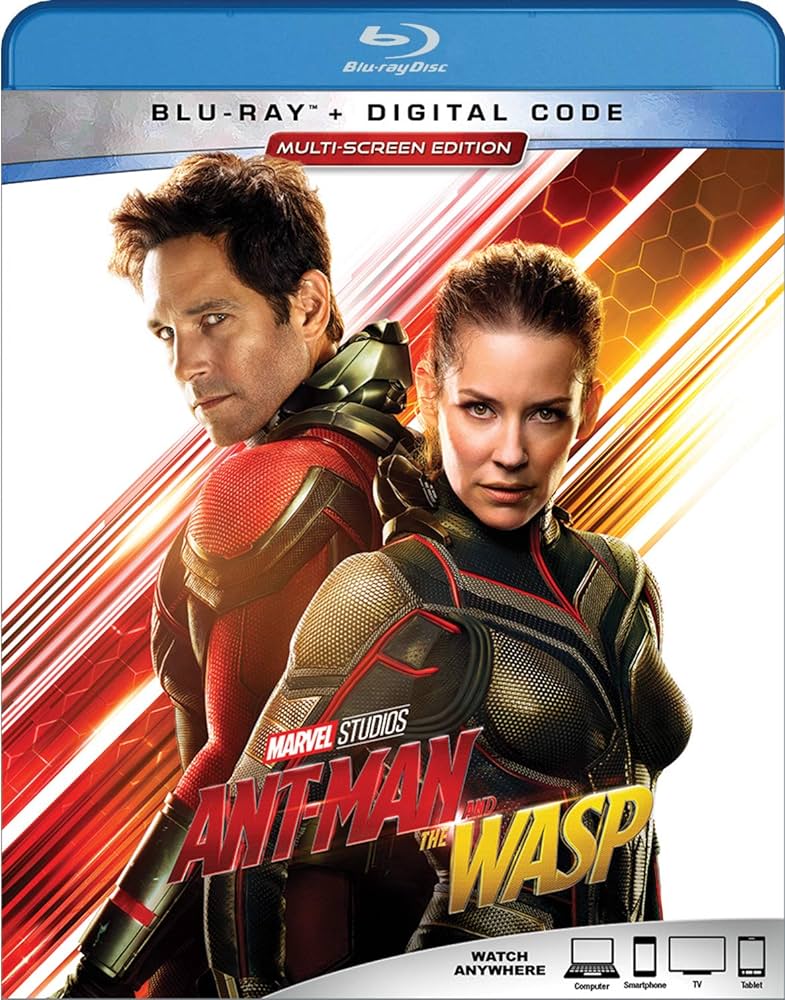 Blu-ray Disc
BLU-RAY™ + DIGITAL CODE
MULTI-SCREEN EDITION
MARVEL STUDIOS
ANT-MAN
AND THE WASP
WATCH
ANYWHERE
Computer Smartphone TV Tablet